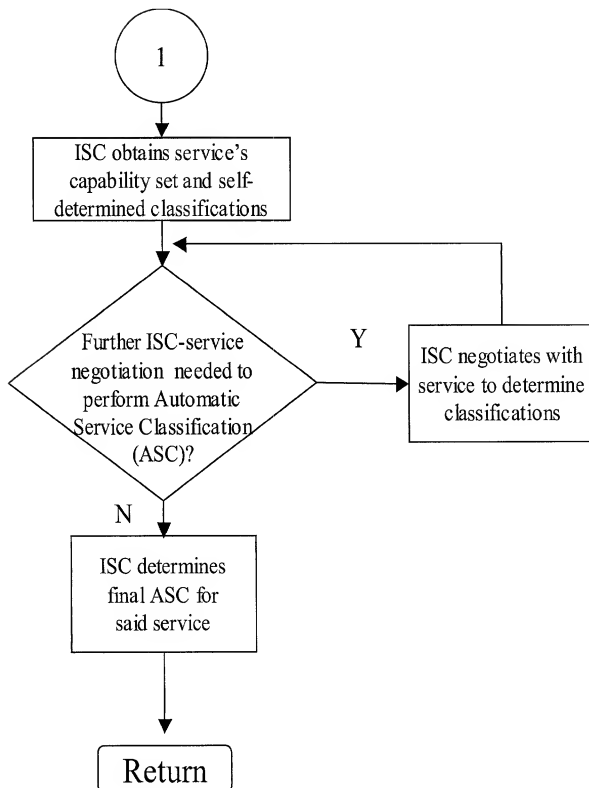 1
ISC obtains service's
capability set and self-
determined classifications
Further ISC-service
negotiation needed to
perform Automatic
Service Classification
(ASC)?
Y
ISC negotiates with
service to determine
classifications
N
ISC determines
final ASC for
said service
Return